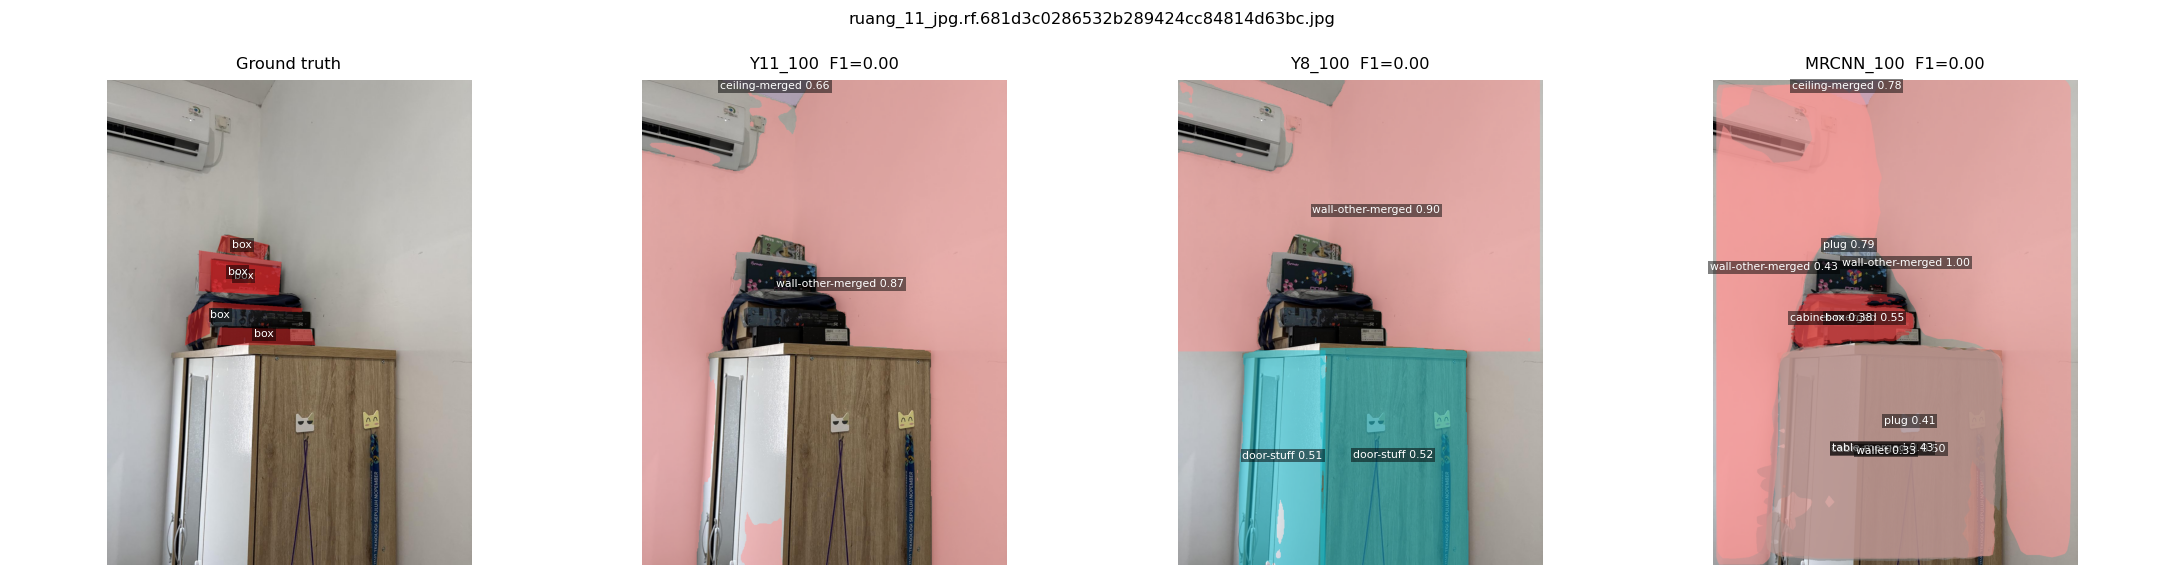 ruang_11_jpg.rf.681d3c0286532b289424cc84814d63bc.jpg
Ground truth
Y11_100 F1=0.00
Y8_100 F1=0.00
MRCNN_100 F1=0.00
box
box
box
box
box
ceiling-merged 0.66
wall-other-merged 0.87
wall-other-merged 0.90
door-stuff 0.51
door-stuff 0.52
ceiling-merged 0.78
plug 0.79
wall-other-merged 0.43
wall-other-merged 1.00
box 0.38
0.55
plug 0.41
0.43
wallet 0.33